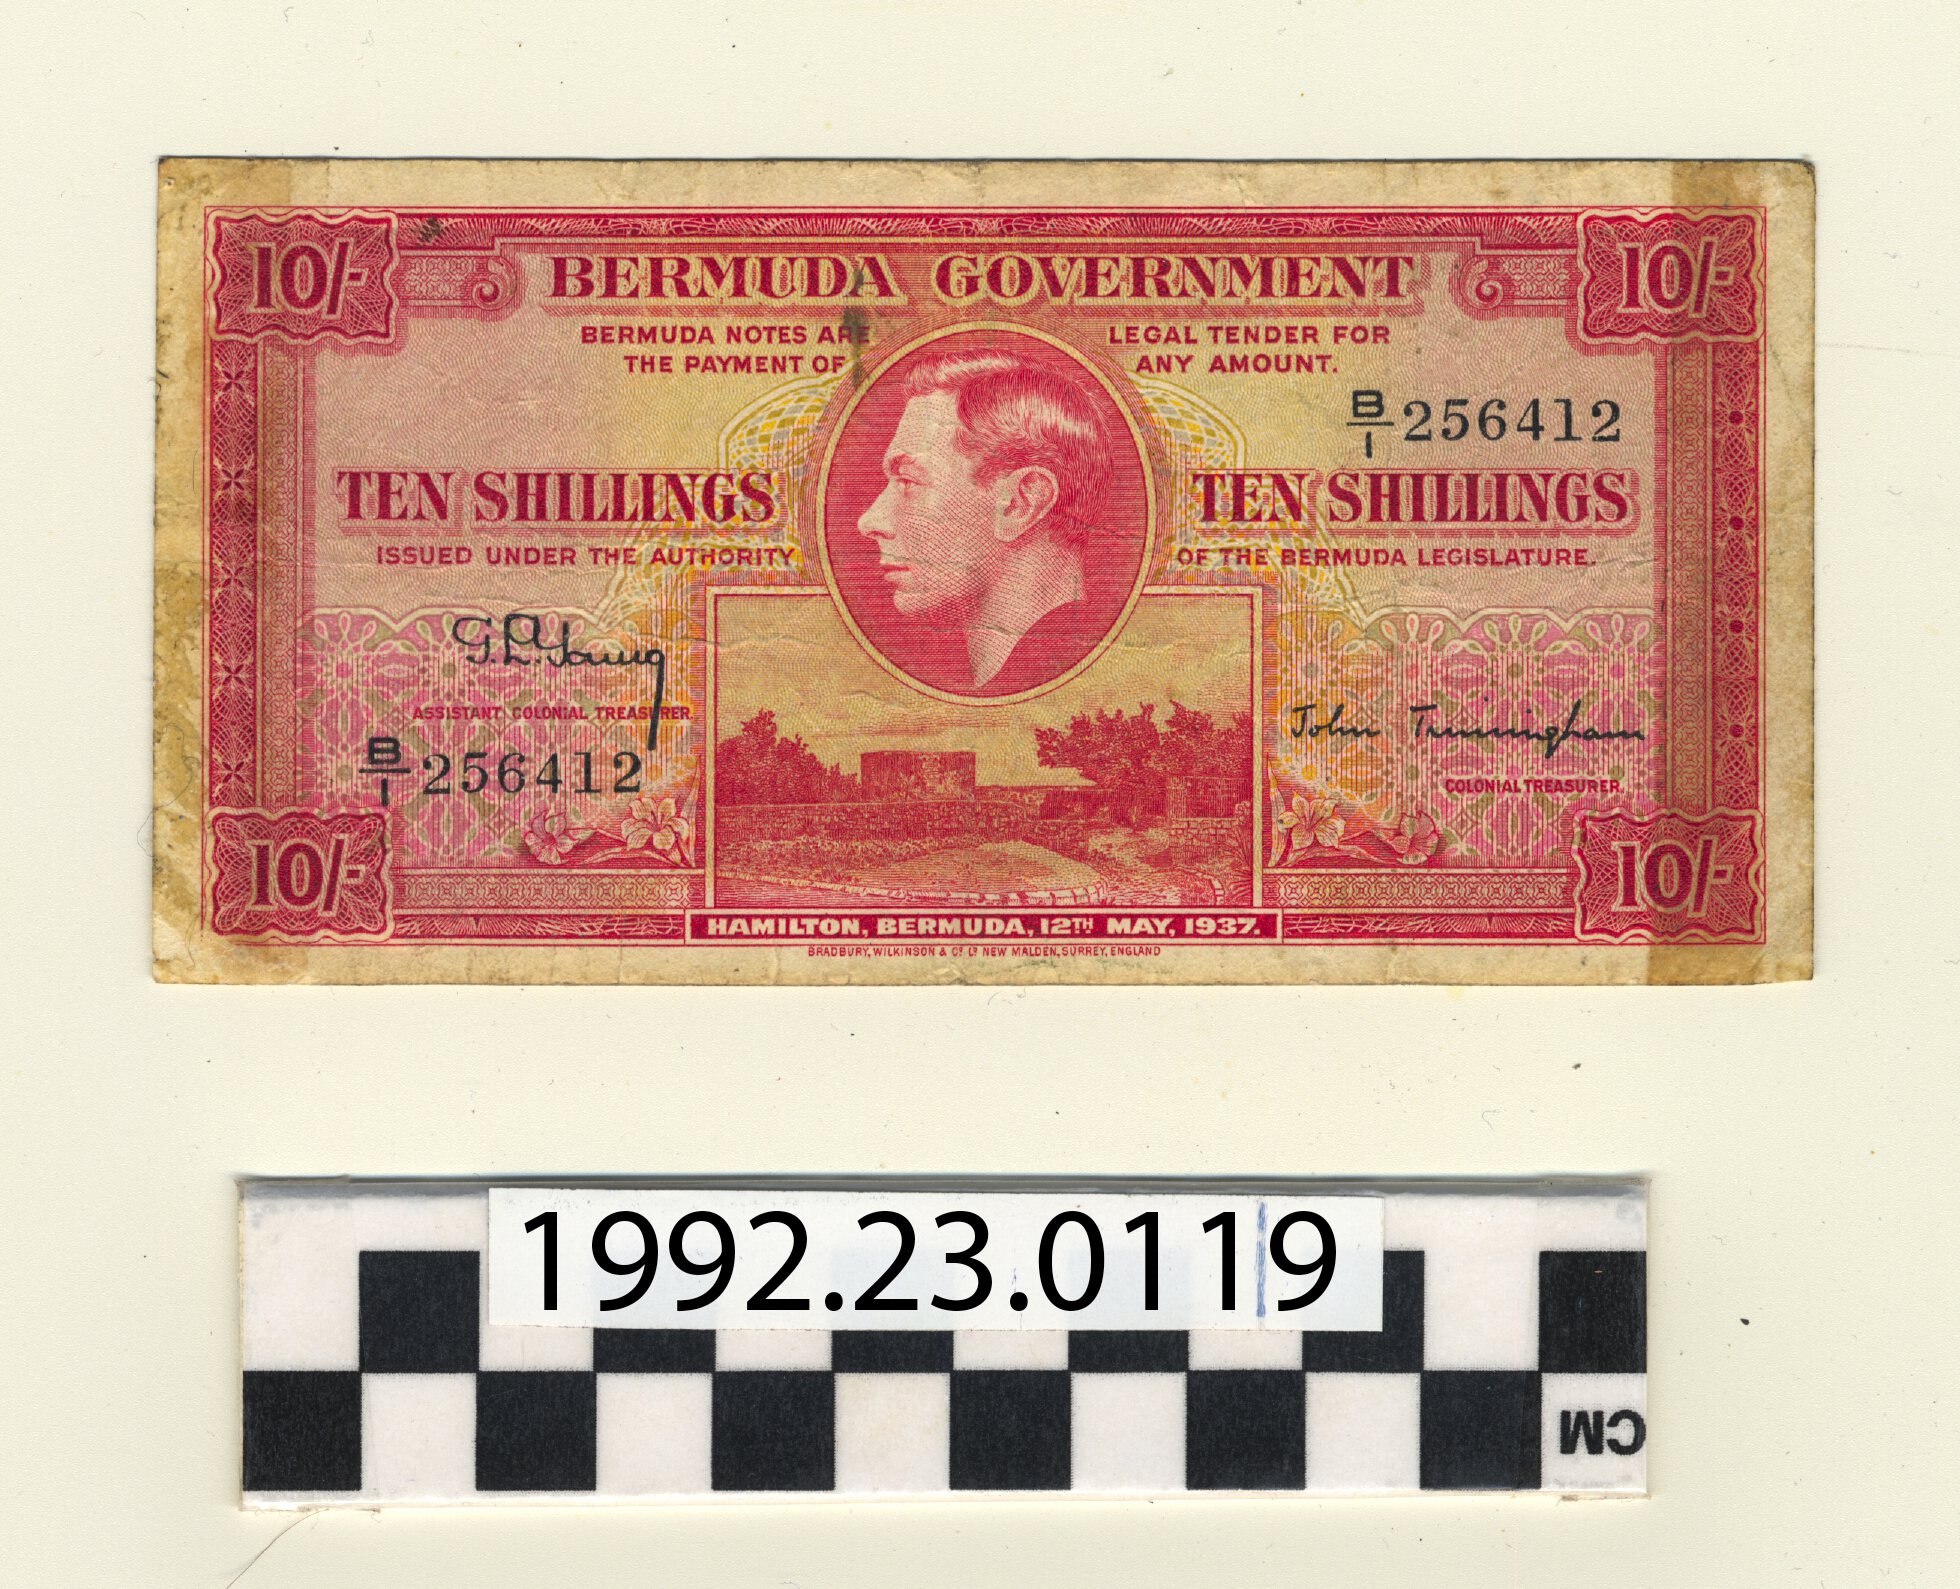 10/-
10/-
BERMUDA GOVERNMENT
BERMUDA NOTES ARE LEGAL TENDER FOR
THE PAYMENT OF ANY AMOUNT.
B/1 256412
TEN SHILLINGS TEN SHILLINGS
ISSUED UNDER THE AUTHORITY OF THE BERMUDA LEGISLATURE.
G.L. Young
ASSISTANT COLONIAL TREASURER.
John Trimingham
COLONIAL TREASURER.
B/1 256412
10/-
10/-
HAMILTON, BERMUDA, 12TH MAY, 1937.
BRADBURY, WILKINSON & Co. Ld. NEW MALDEN, SURREY, ENGLAND
1992.23.0119
CM